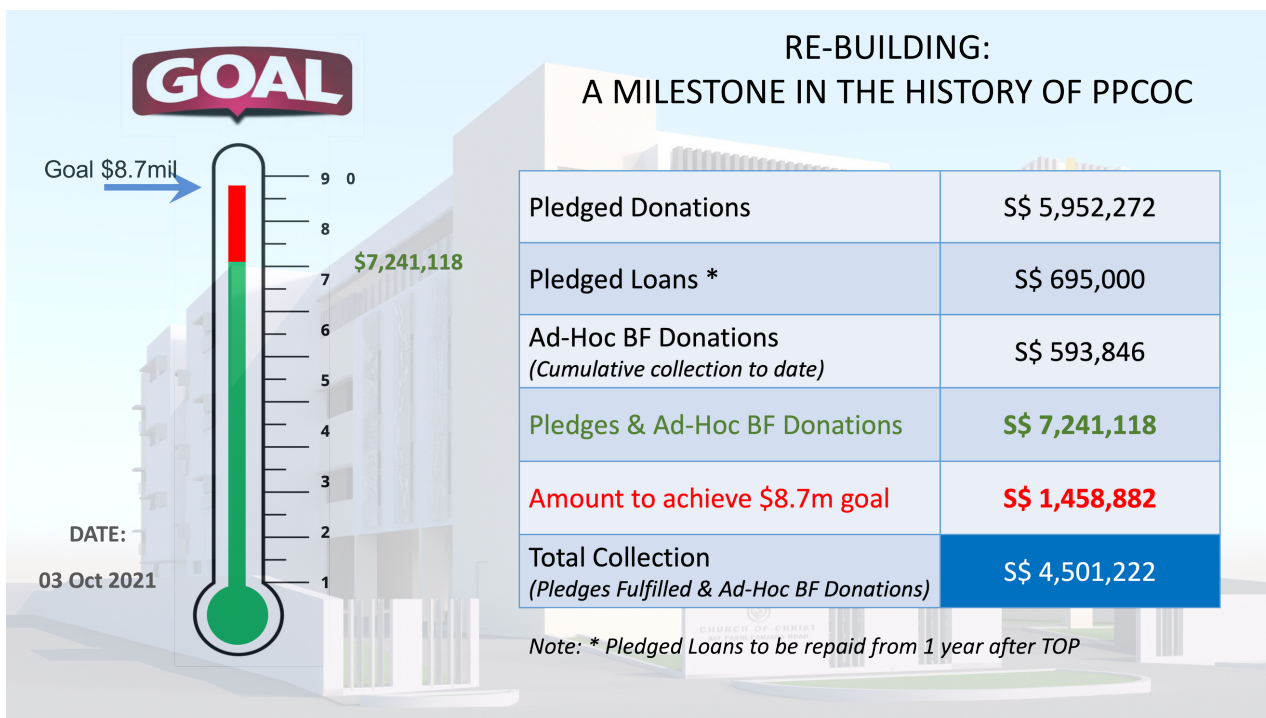 RE-BUILDING:
A MILESTONE IN THE HISTORY OF PPCOC
GOAL
Goal $8.7mil
9 0
8
$7,241,118
7
6
5
4
3
2
1
DATE:
03 Oct 2021
Pledged Donations S$ 5,952,272
Pledged Loans * S$ 695,000
Ad-Hoc BF Donations
(Cumulative collection to date) S$ 593,846
Pledges & Ad-Hoc BF Donations S$ 7,241,118
Amount to achieve $8.7m goal S$ 1,458,882
Total Collection
(Pledges Fulfilled & Ad-Hoc BF Donations) S$ 4,501,222
CHURCH OF CHRIST
Note: * Pledged Loans to be repaid from 1 year after TOP